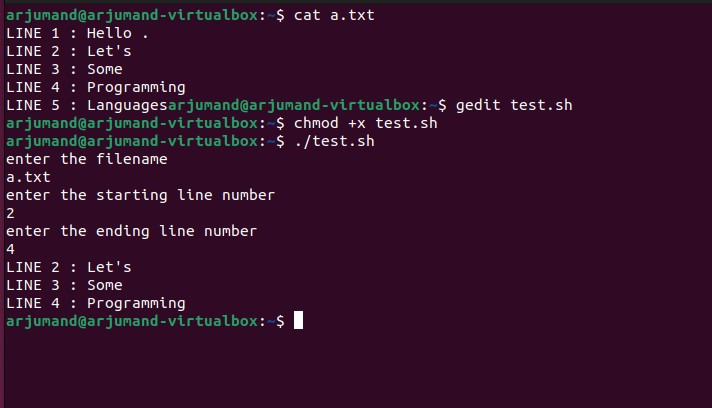 arjumand@arjumand-virtualbox:~$ cat a.txt
LINE 1 : Hello .
LINE 2 : Let's
LINE 3 : Some
LINE 4 : Programming
LINE 5 : Languagesarjumand@arjumand-virtualbox:~$ gedit test.sh
arjumand@arjumand-virtualbox:~$ chmod +x test.sh
arjumand@arjumand-virtualbox:~$ ./test.sh
enter the filename
a.txt
enter the starting line number
2
enter the ending line number
4
LINE 2 : Let's
LINE 3 : Some
LINE 4 : Programming
arjumand@arjumand-virtualbox:~$